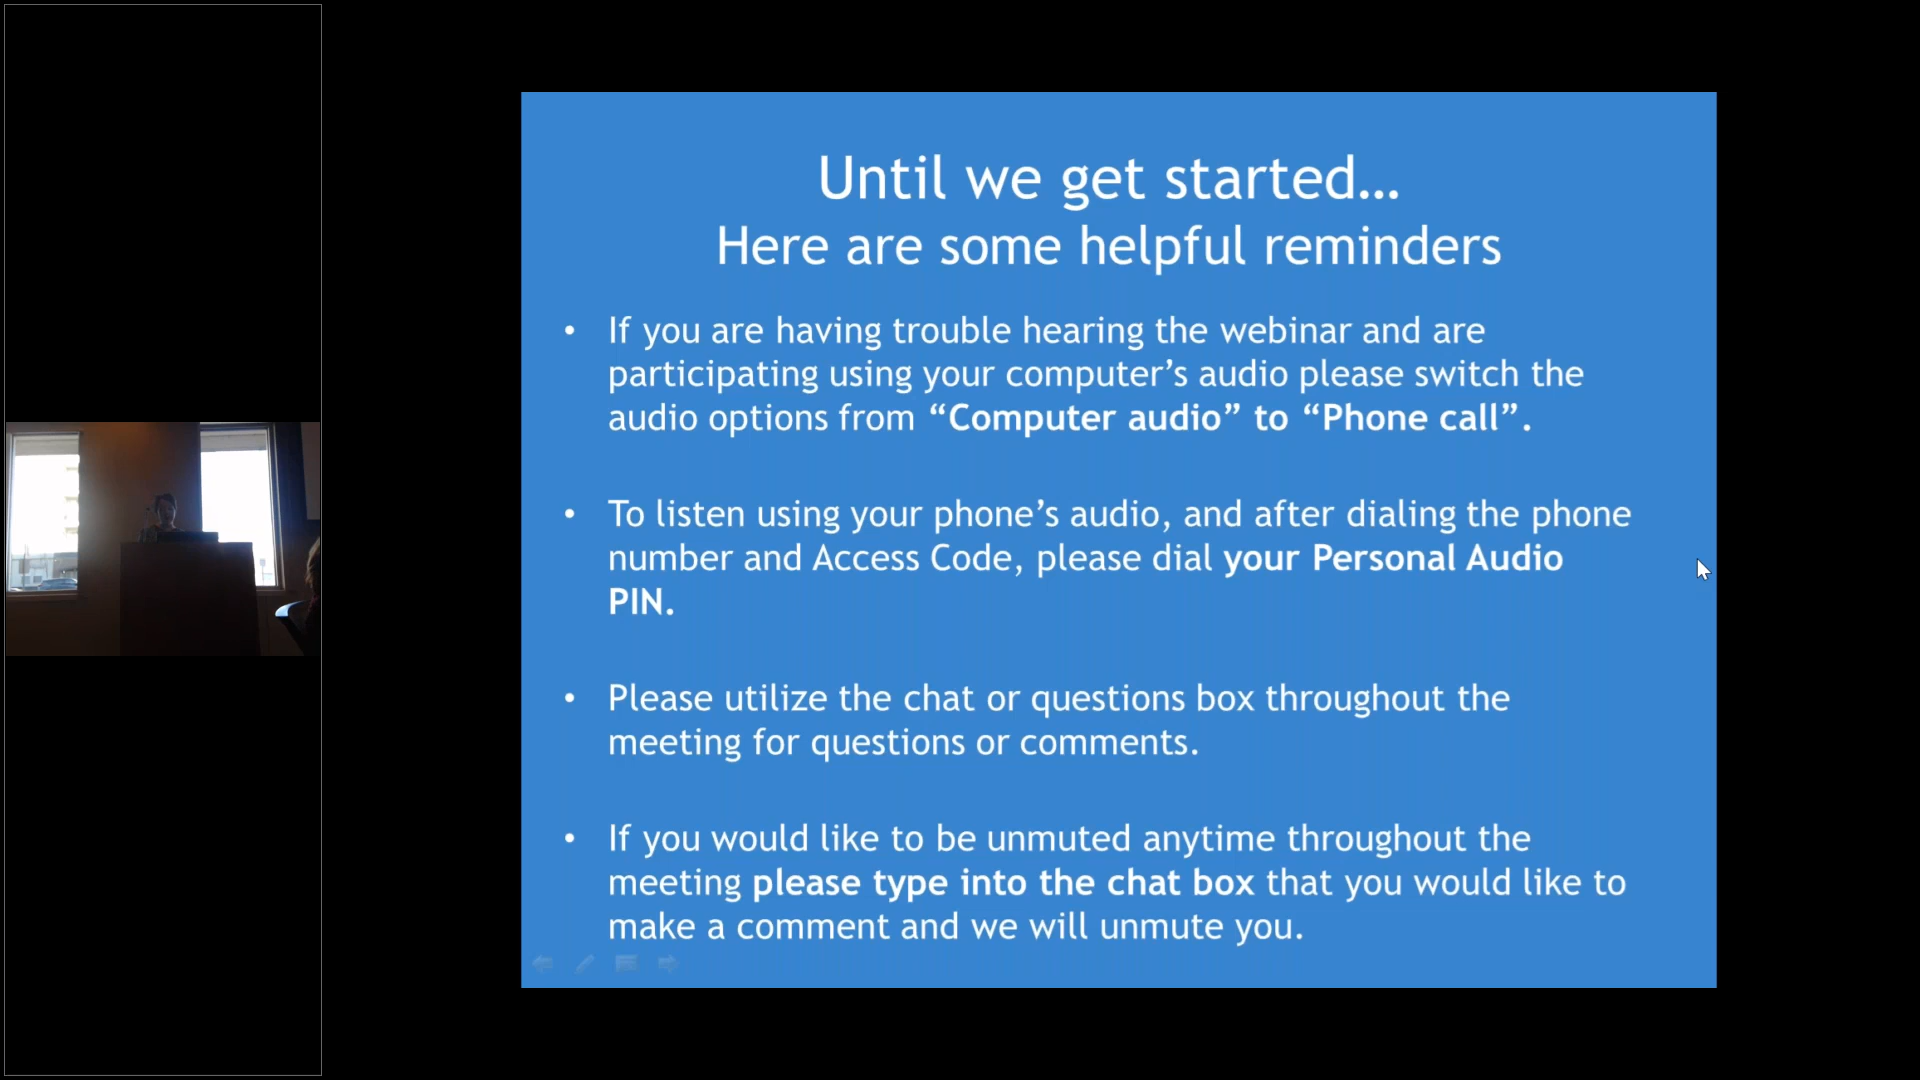 Until we get started…
Here are some helpful reminders
• If you are having trouble hearing the webinar and are
participating using your computer’s audio please switch the
audio options from “Computer audio” to “Phone call”.
• To listen using your phone’s audio, and after dialing the phone
number and Access Code, please dial your Personal Audio
PIN.
• Please utilize the chat or questions box throughout the
meeting for questions or comments.
• If you would like to be unmuted anytime throughout the
meeting please type into the chat box that you would like to
make a comment and we will unmute you.